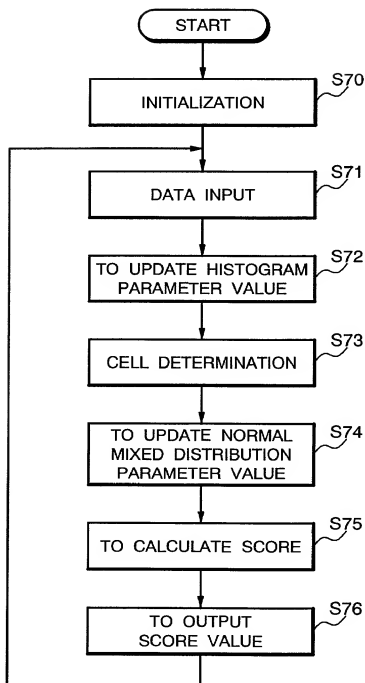 START
S70
INITIALIZATION
S71
DATA INPUT
S72
TO UPDATE HISTOGRAM
PARAMETER VALUE
S73
CELL DETERMINATION
S74
TO UPDATE NORMAL
MIXED DISTRIBUTION
PARAMETER VALUE
S75
TO CALCULATE SCORE
S76
TO OUTPUT
SCORE VALUE